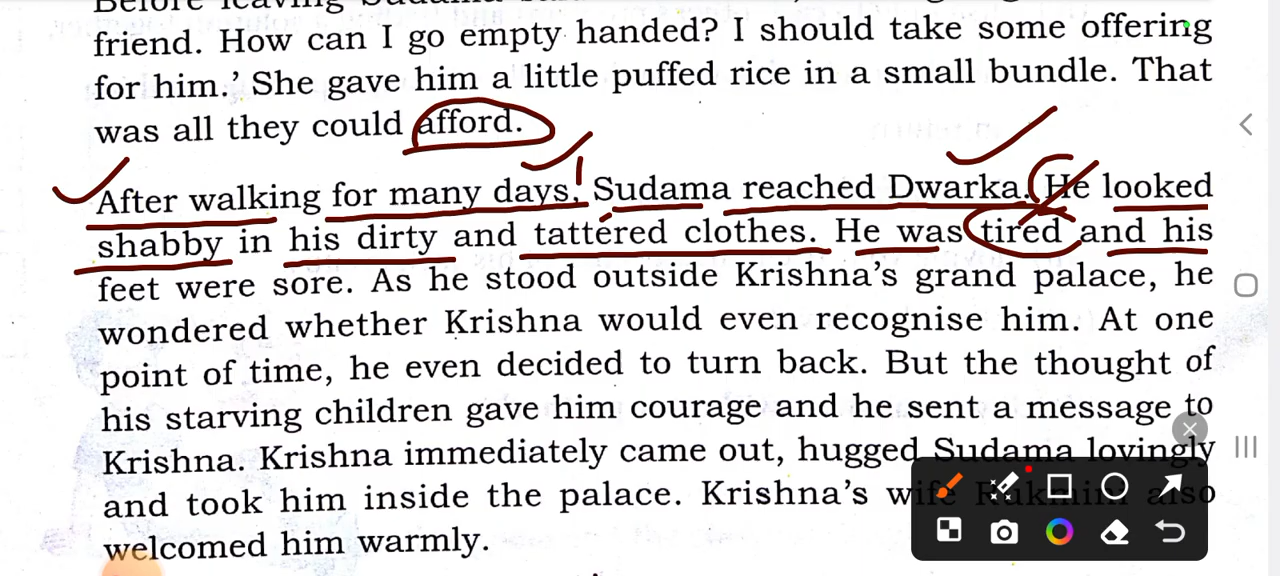 Before leaving Sudama
friend. How can I go empty handed? I should take some offering
for him.’ She gave him a little puffed rice in a small bundle. That
was all they could afford.
After walking for many days, Sudama reached Dwarka. He looked
shabby in his dirty and tattered clothes. He was tired and his
feet were sore. As he stood outside Krishna’s grand palace, he
wondered whether Krishna would even recognise him. At one
point of time, he even decided to turn back. But the thought of
his starving children gave him courage and he sent a message to
Krishna. Krishna immediately came out, hugged Sudama lovingly
and took him inside the palace. Krishna’s wife Rukmini also
welcomed him warmly.